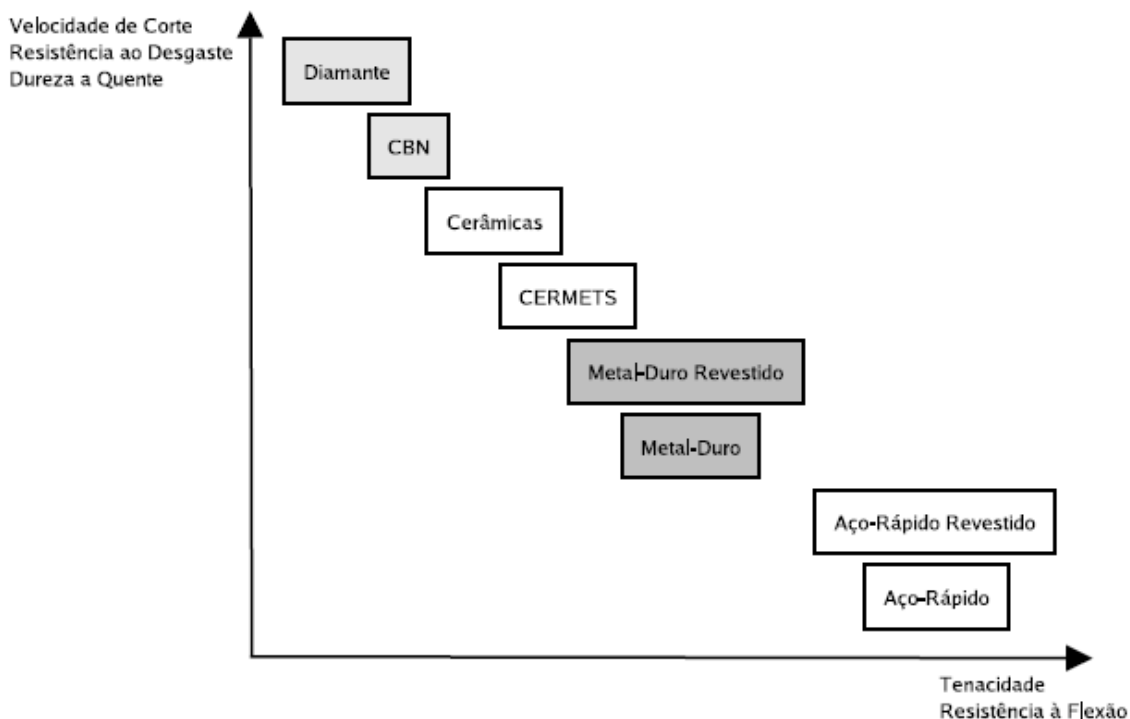 Velocidade de Corte
Resistência ao Desgaste
Dureza a Quente
Diamante
CBN
Cerâmicas
CERMETS
Metal-Duro Revestido
Metal-Duro
Aço-Rápido Revestido
Aço-Rápido
Tenacidade
Resistência à Flexão